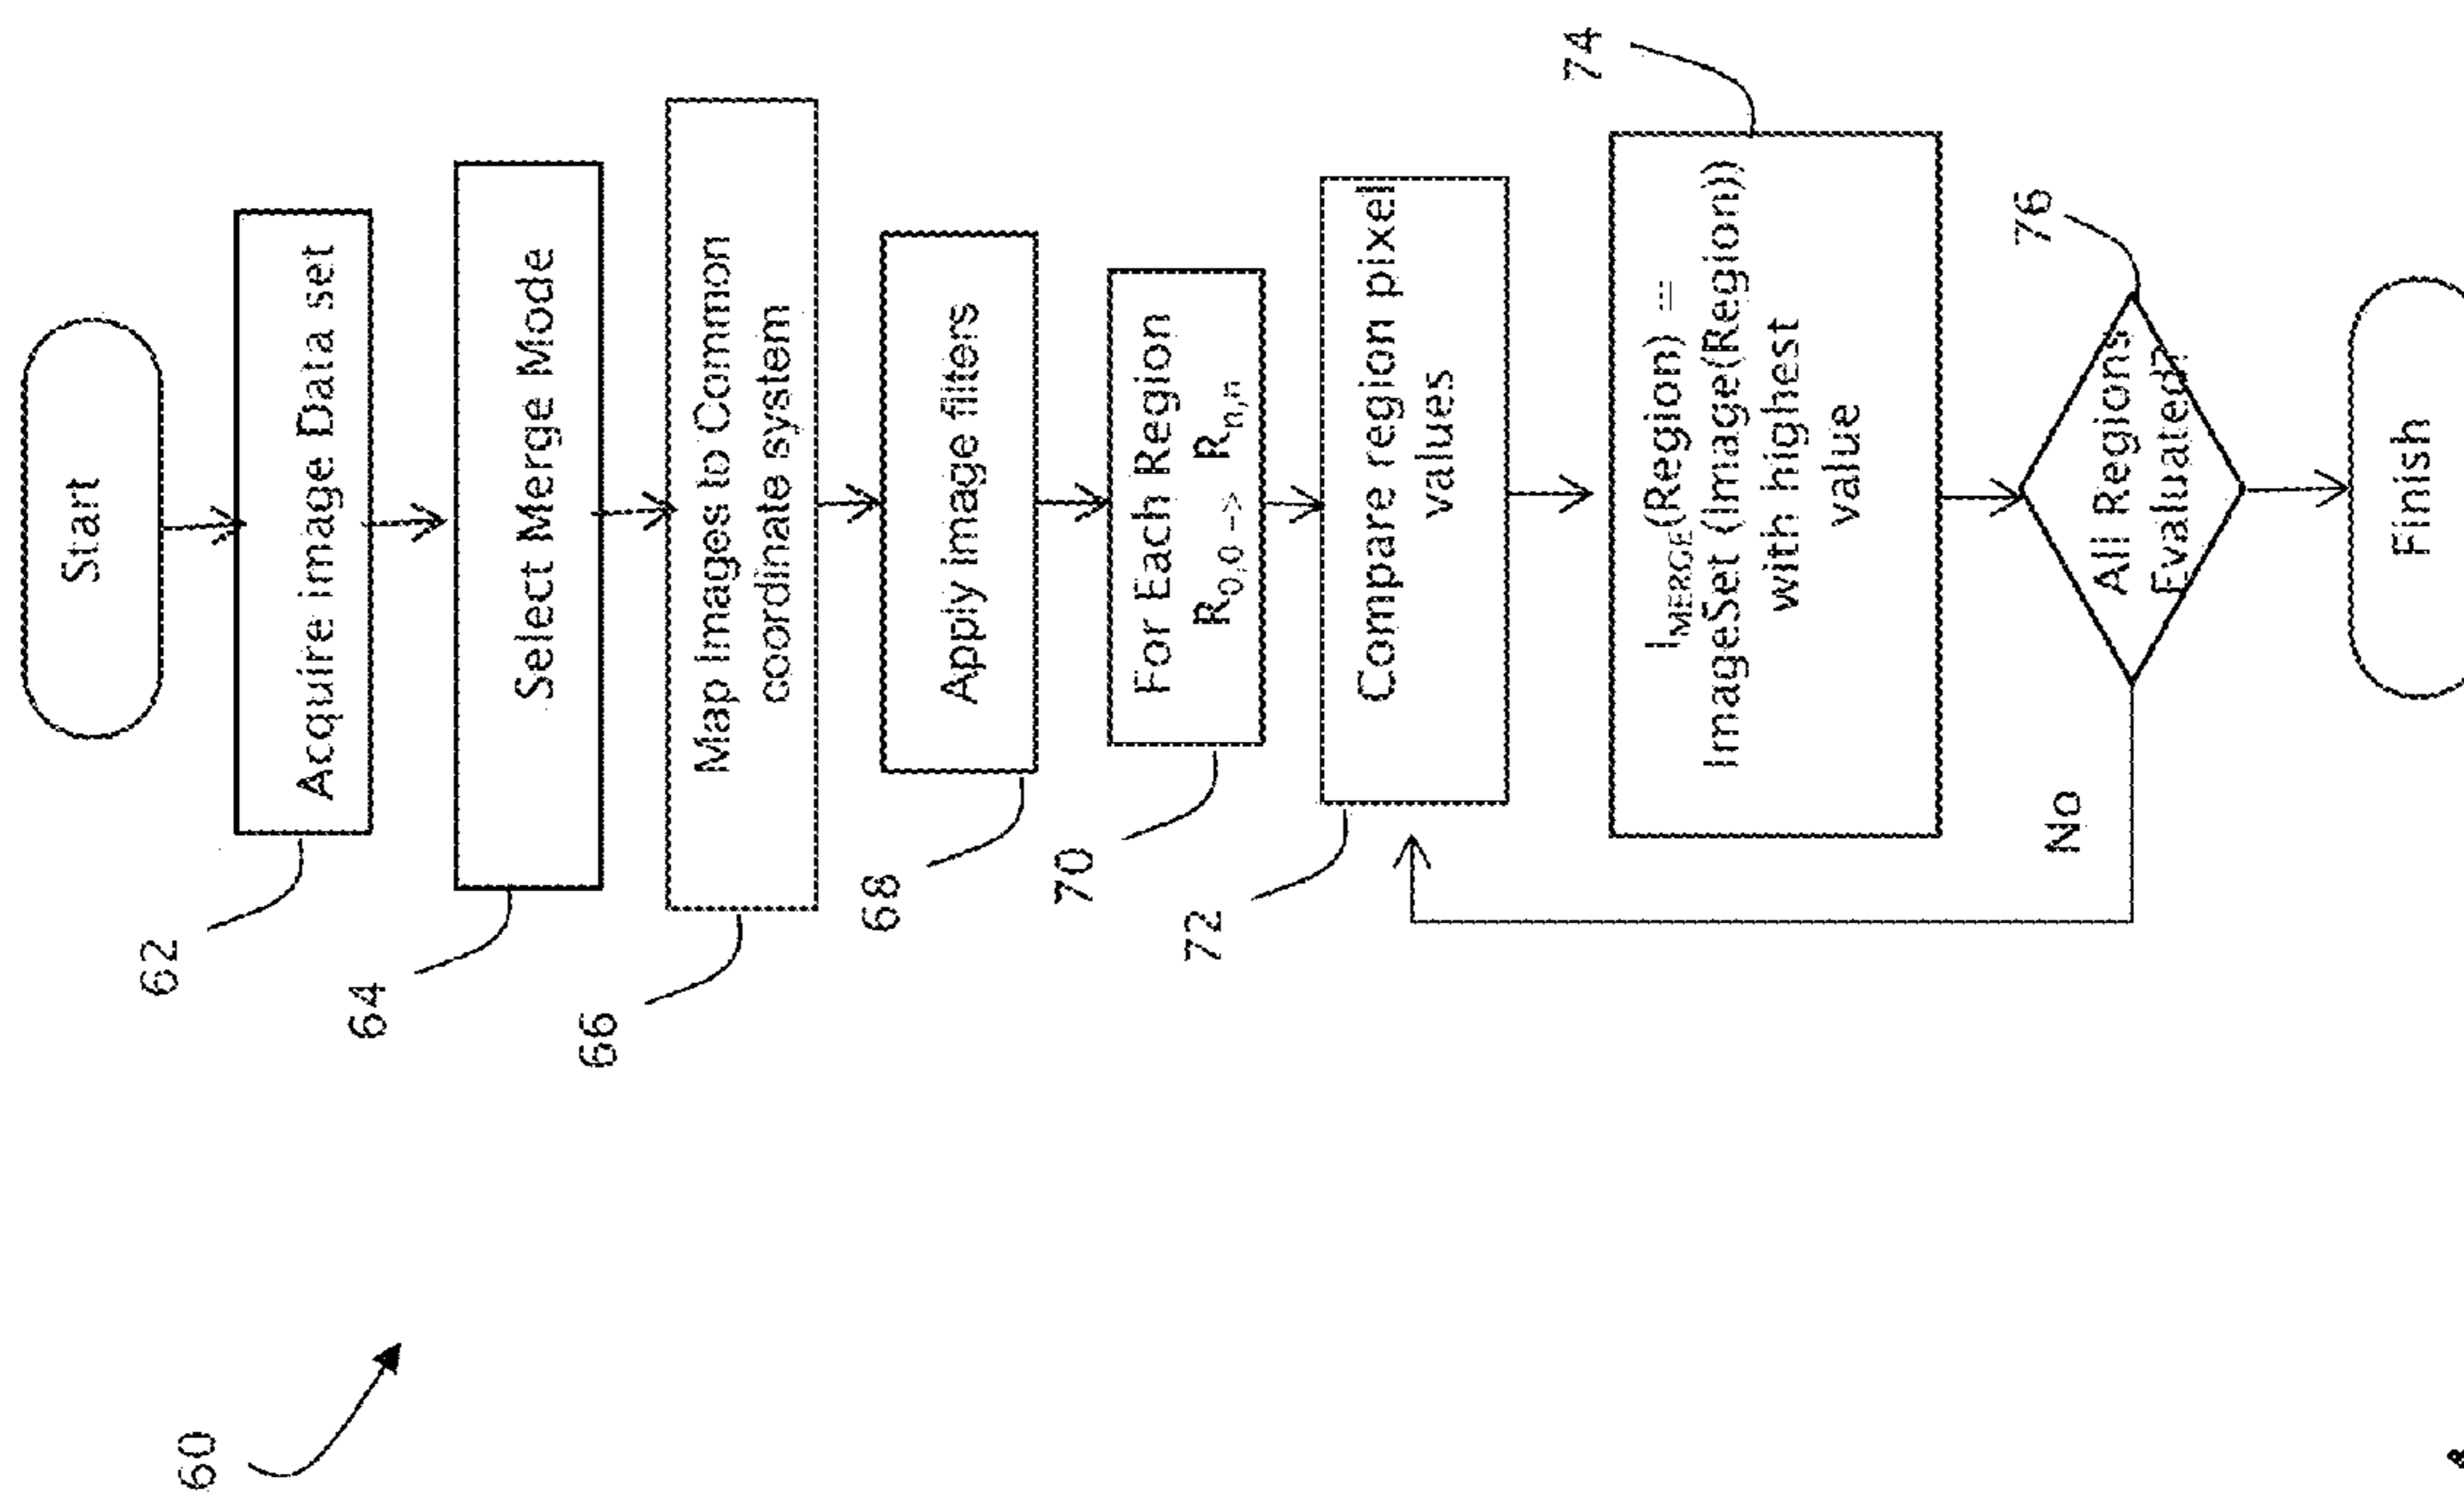 60
Start
62
Acquire image Data set
64
Select Merge Mode
66
Map Images to Common
coordinate system
68
Apply image filters
70
For Each Region
R0,0 -> Rn,n
72
Compare region pixel
values
74
IMERGE(Region) =
ImageSet (Image(Region))
with highest
value
76
All Regions
Evaluated?
No
Finish